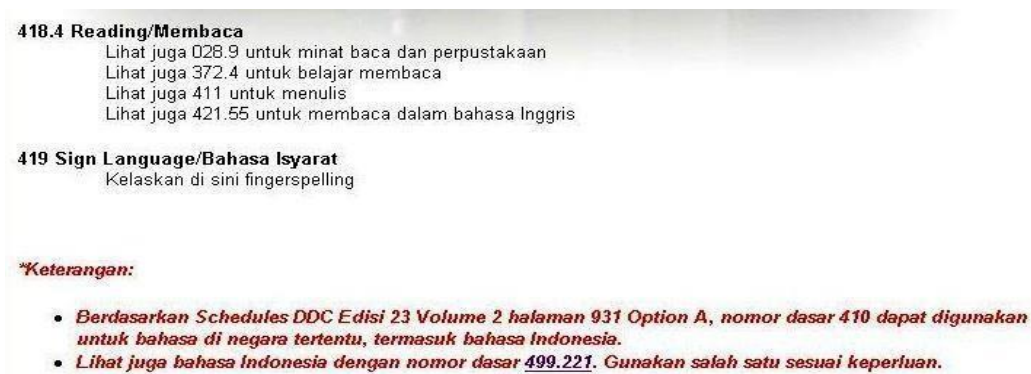 418.4 Reading/Membaca
Lihat juga 028.9 untuk minat baca dan perpustakaan
Lihat juga 372.4 untuk belajar membaca
Lihat juga 411 untuk menulis
Lihat juga 421.55 untuk membaca dalam bahasa Inggris
419 Sign Language/Bahasa Isyarat
Kelaskan di sini fingerspelling
*Keterangan:
• Berdasarkan Schedules DDC Edisi 23 Volume 2 halaman 931 Option A, nomor dasar 410 dapat digunakan
untuk bahasa di negara tertentu, termasuk bahasa Indonesia.
• Lihat juga bahasa Indonesia dengan nomor dasar 499.221. Gunakan salah satu sesuai keperluan.